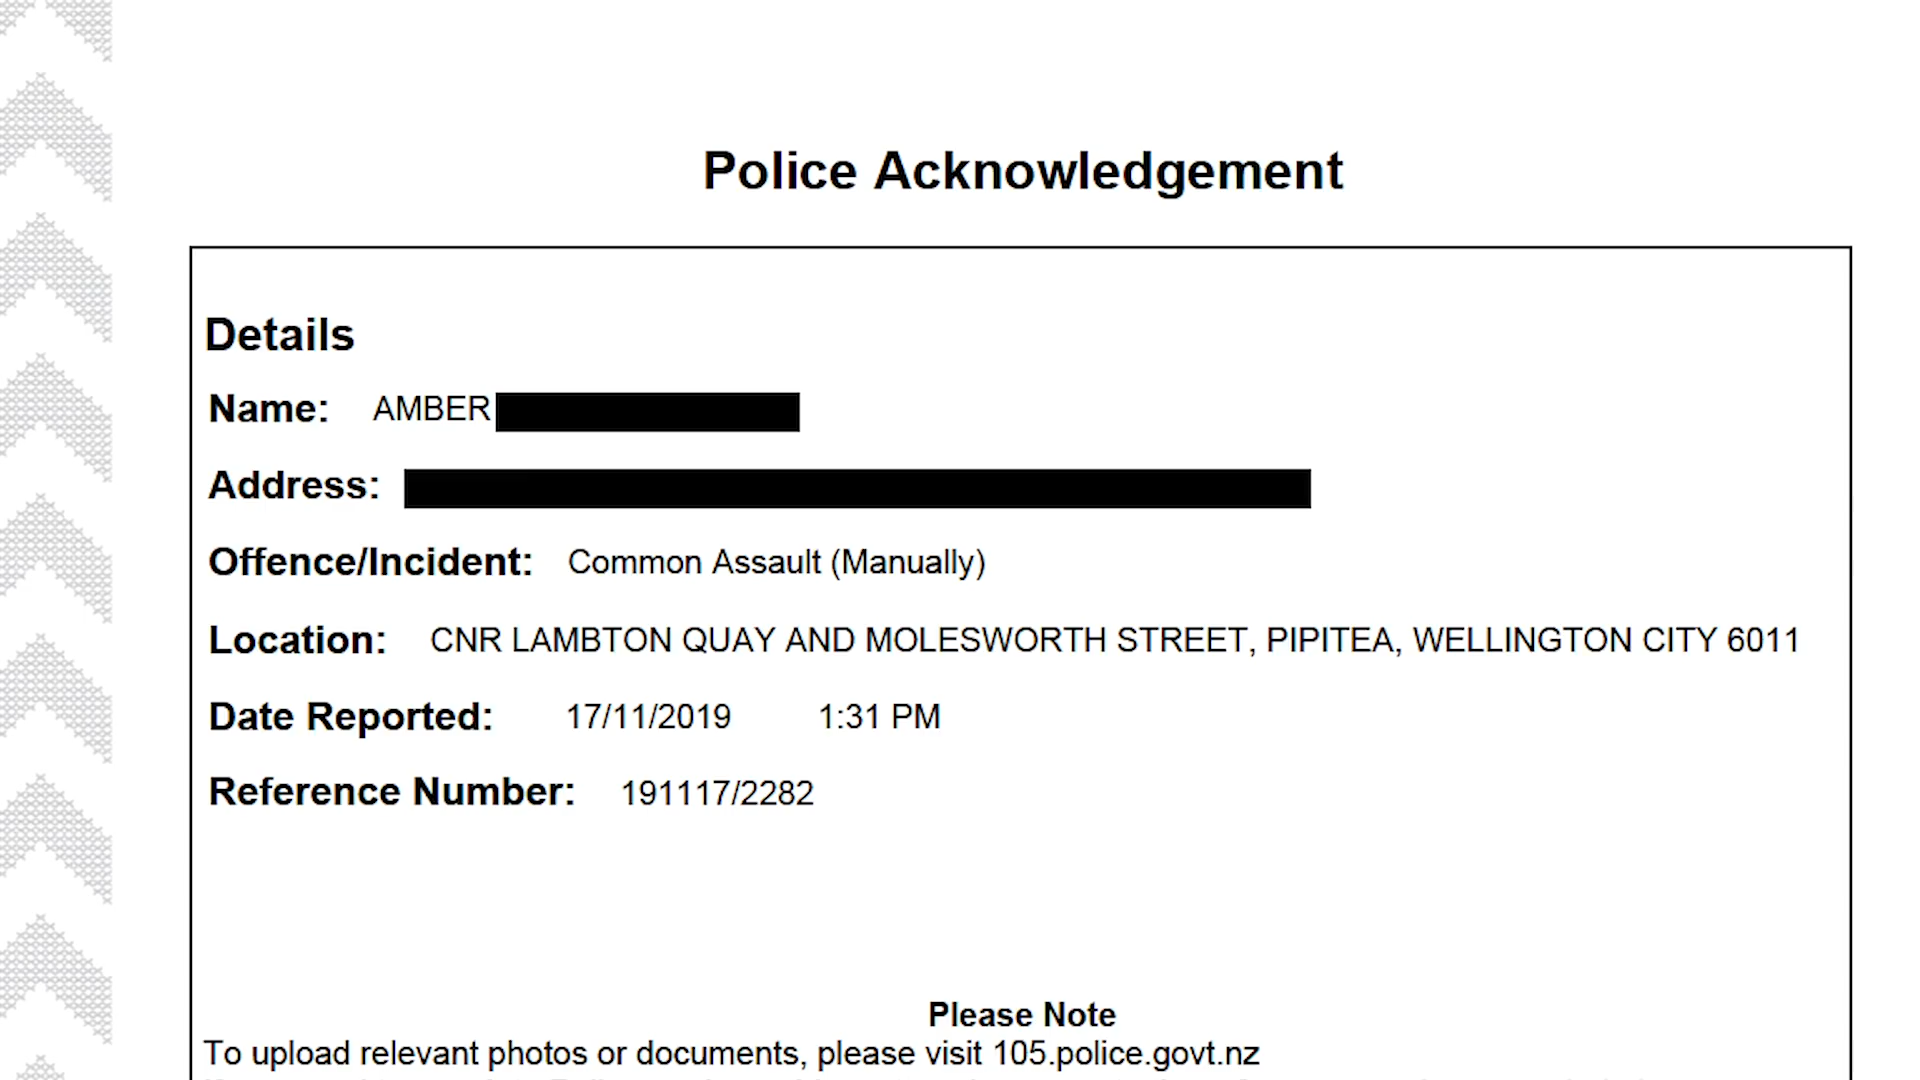 Police Acknowledgement
Details
Name: AMBER
Address:
Offence/Incident: Common Assault (Manually)
Location: CNR LAMBTON QUAY AND MOLESWORTH STREET, PIPITEA, WELLINGTON CITY 6011
Date Reported: 17/11/2019 1:31 PM
Reference Number: 191117/2282
Please Note
To upload relevant photos or documents, please visit 105.police.govt.nz